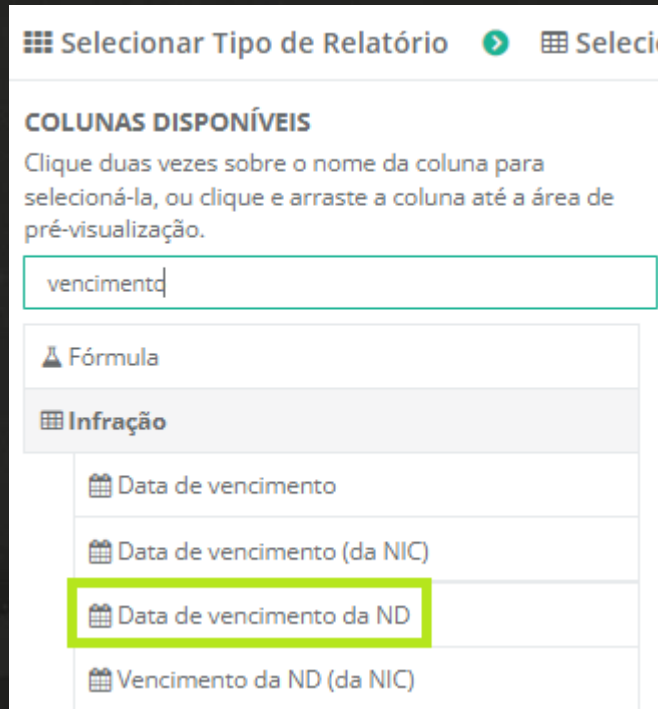 Selecionar Tipo de Relatório Seleci
COLUNAS DISPONÍVEIS
Clique duas vezes sobre o nome da coluna para
selecioná-la, ou clique e arraste a coluna até a área de
pré-visualização.
vencimento
Fórmula
Infração
Data de vencimento
Data de vencimento (da NIC)
Data de vencimento da ND
Vencimento da ND (da NIC)